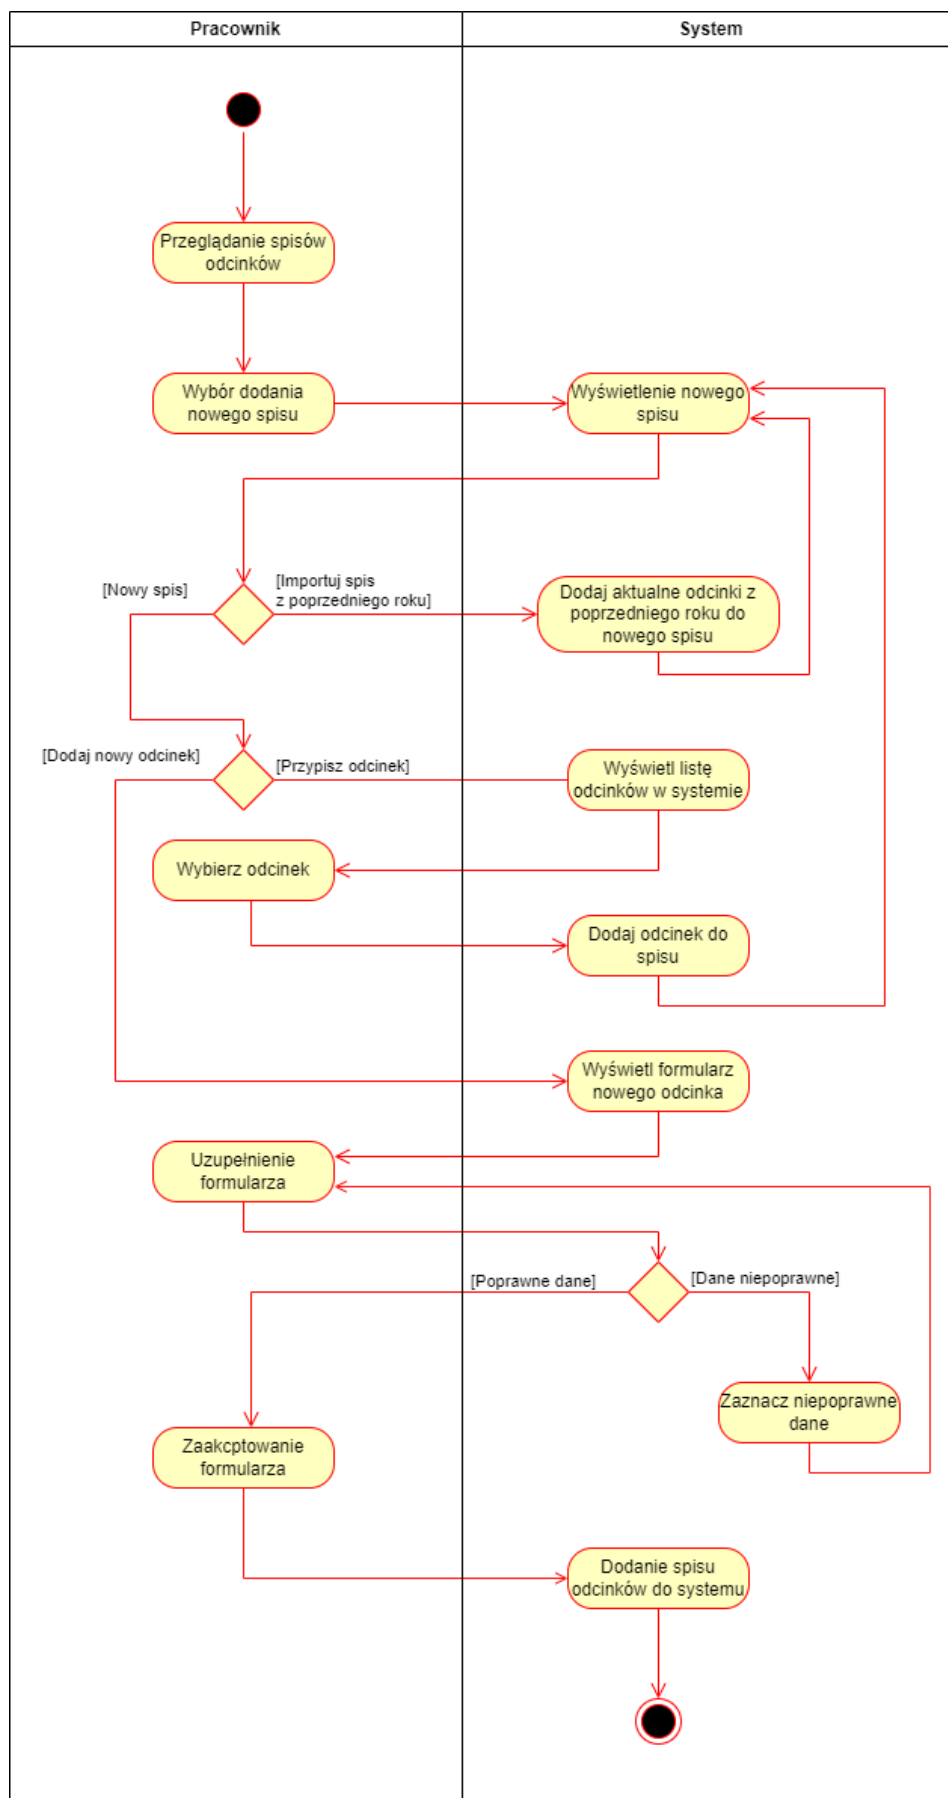 Pracownik
System
Przeglądanie spisów
odcinków
Wybór dodania
nowego spisu
Wyświetlenie nowego
spisu
[Nowy spis]
[Importuj spis
z poprzedniego roku]
Dodaj aktualne odcinki z
poprzedniego roku do
nowego spisu
[Dodaj nowy odcinek]
[Przypisz odcinek]
Wyświetl listę
odcinków w systemie
Wybierz odcinek
Dodaj odcinek do
spisu
Wyświetl formularz
nowego odcinka
Uzupełnienie
formularza
[Poprawne dane]
[Dane niepoprawne]
Zaznacz niepoprawne
dane
Zaakcptowanie
formularza
Dodanie spisu
odcinków do systemu